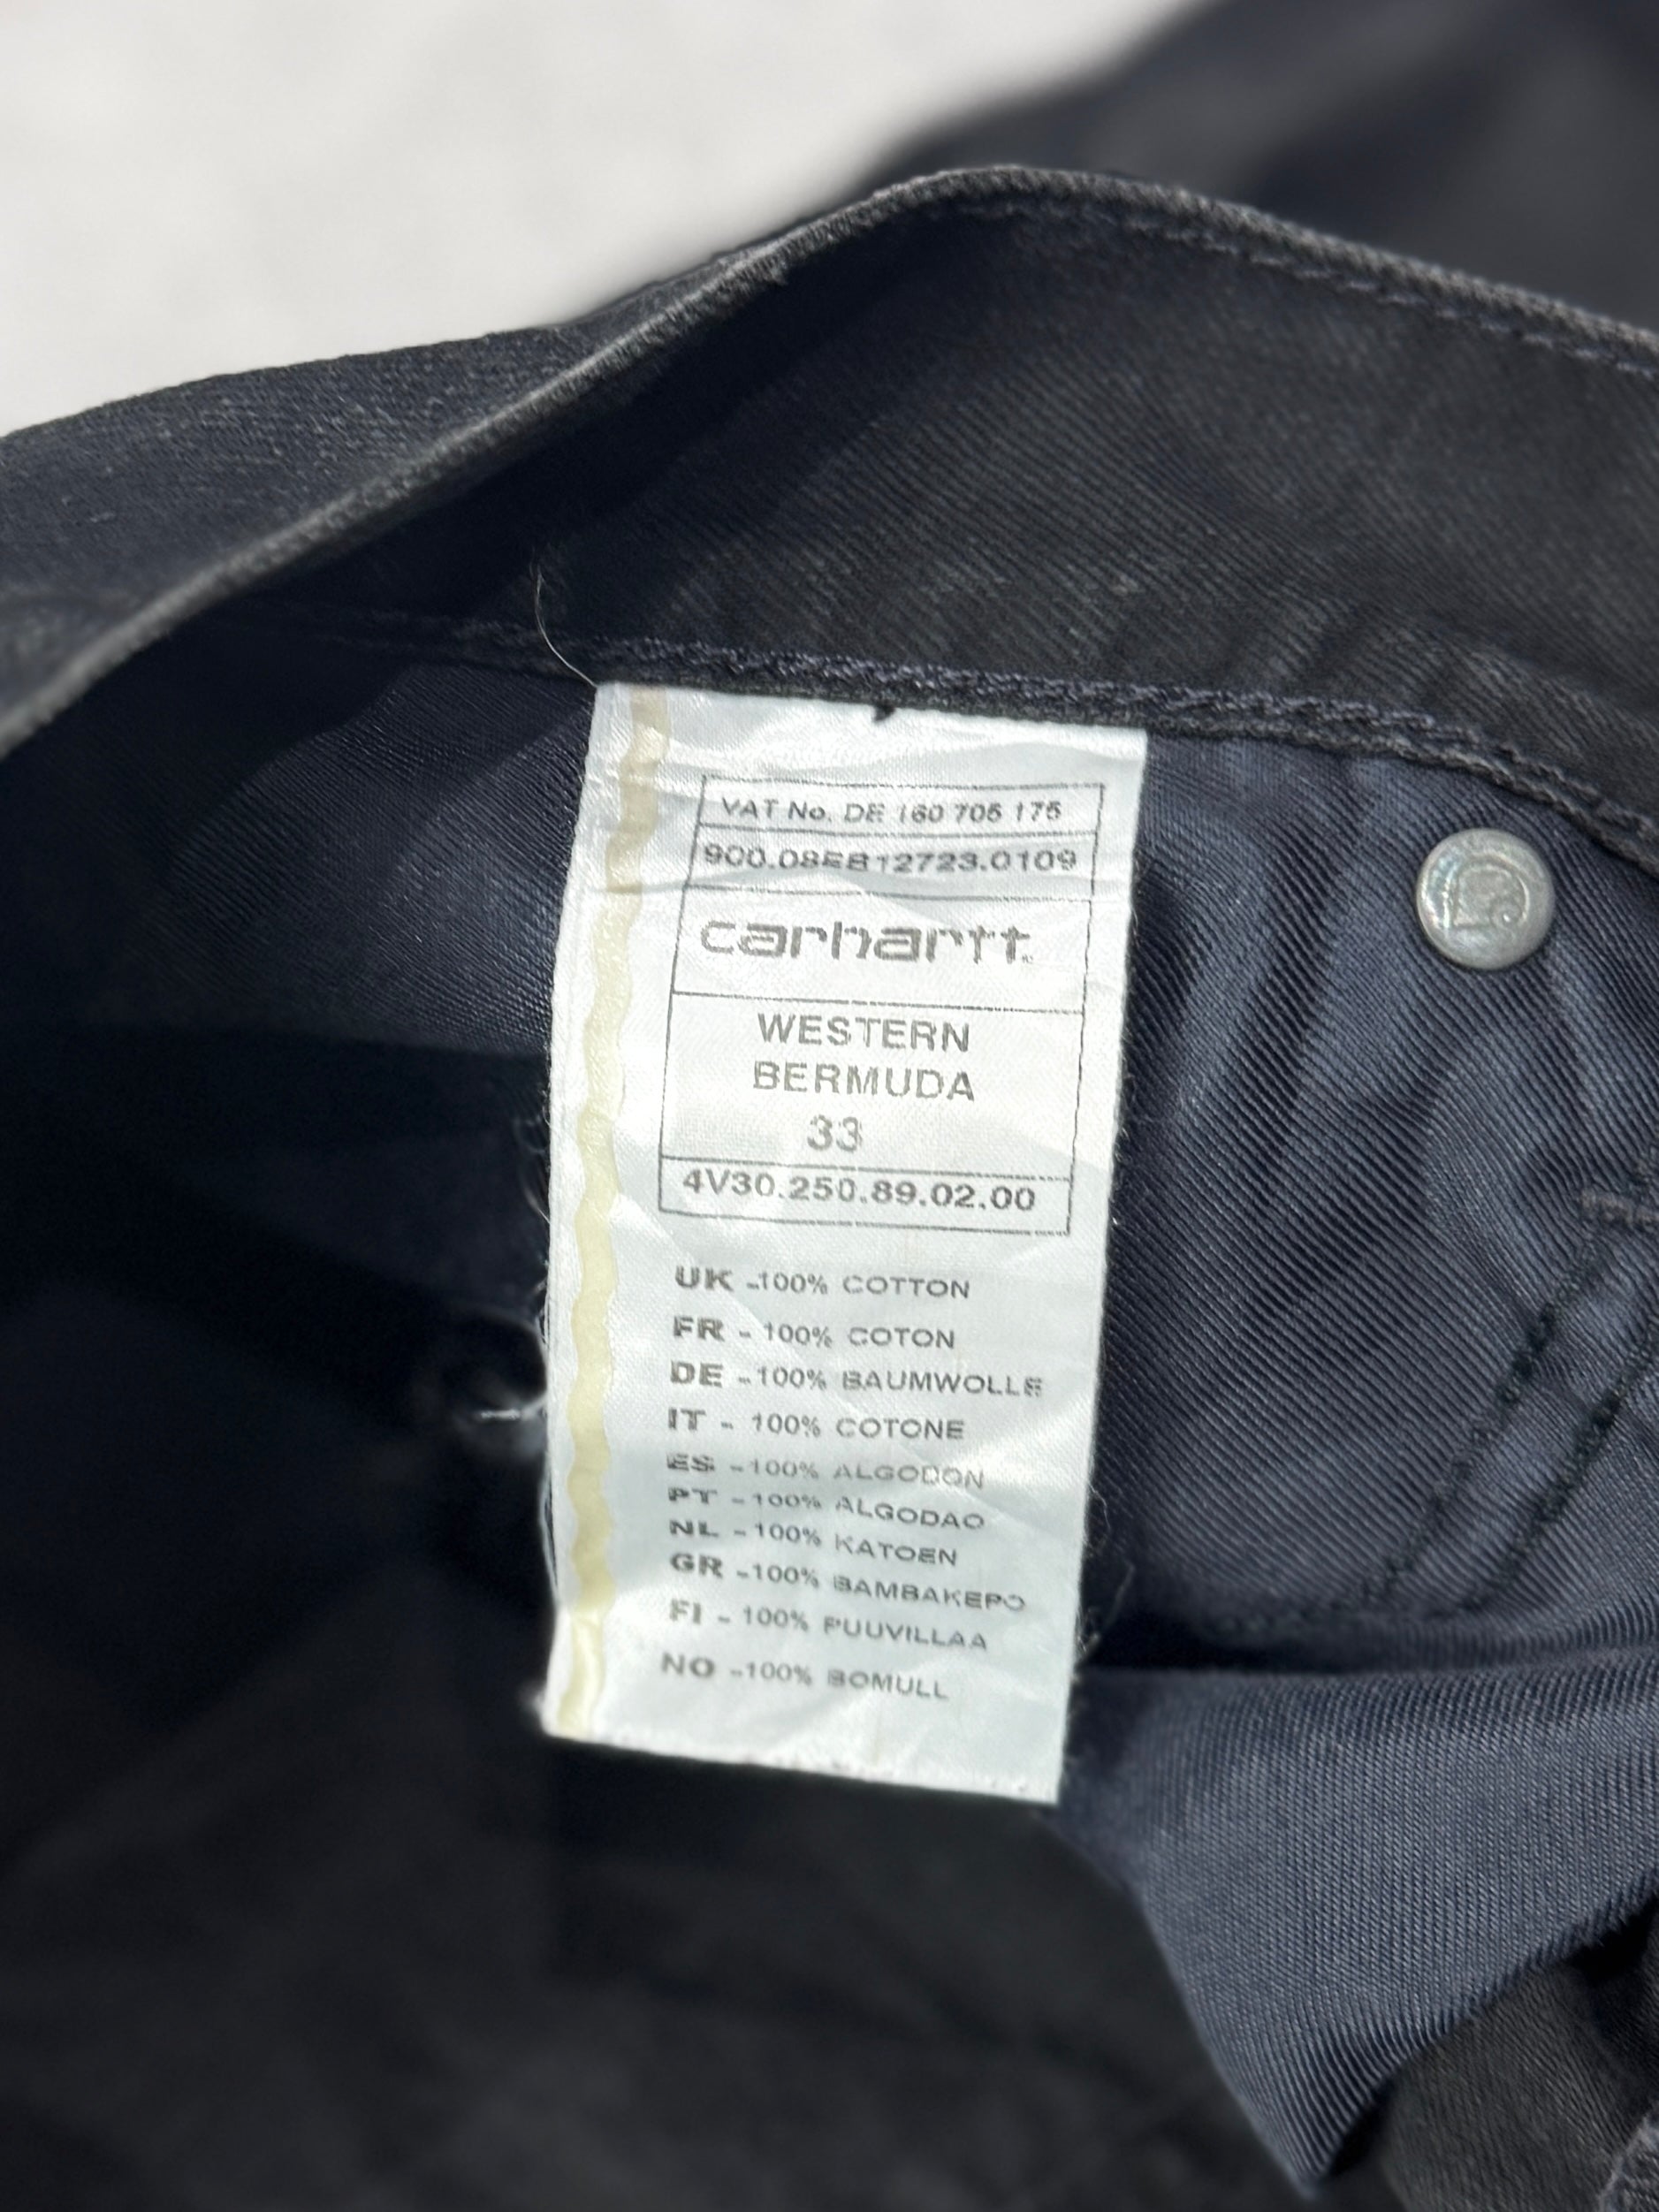 VAT No. DE 160 705 175
900.08EB12723.0109
carhartt.
WESTERN
BERMUDA
33
4V30.250.89.02.00
UK -100% COTTON
FR - 100% COTON
DE -100% BAUMWOLLE
IT - 100% COTONE
ES -100% ALGODON
PT -100% ALGODAO
NL -100% KATOEN
GR -100% BAMBAKEPO
FI - 100% PUUVILLAA
NO -100% BOMULL